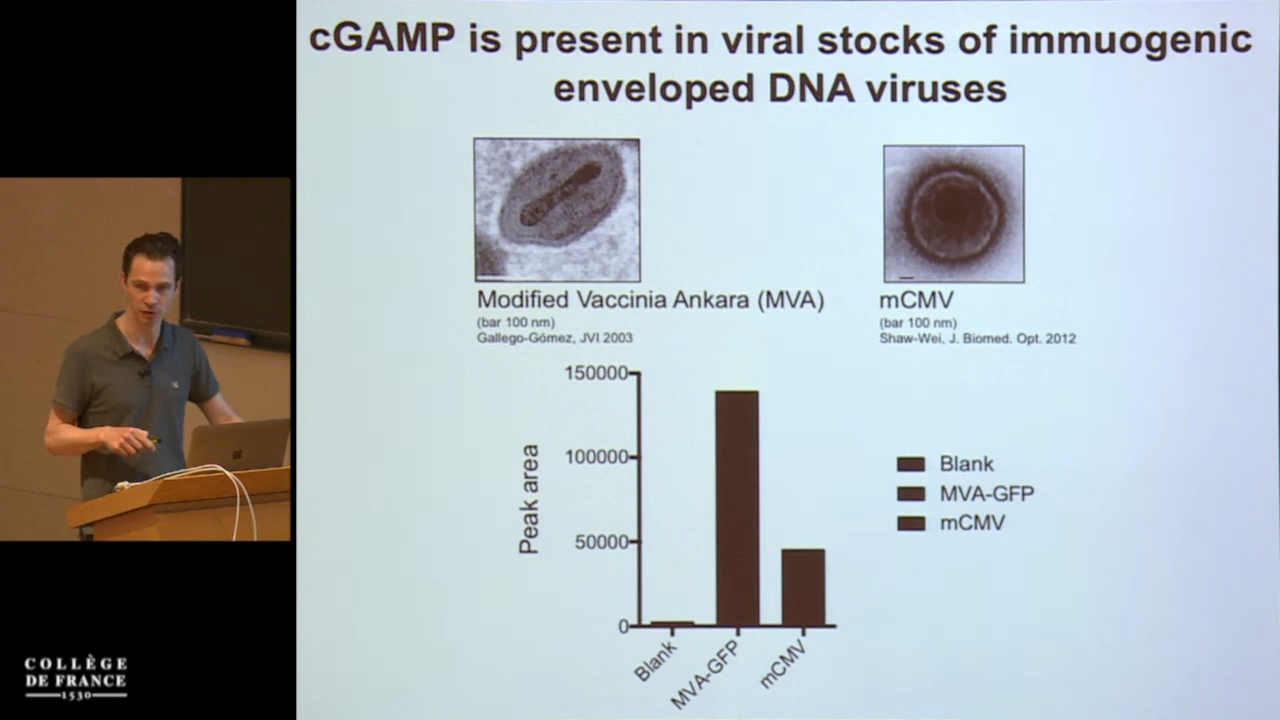 cGAMP is present in viral stocks of immuogenic
enveloped DNA viruses
Modified Vaccinia Ankara (MVA)
(bar 100 nm)
Gallego-Gómez, JVI 2003
mCMV
(bar 100 nm)
Shaw-Wei, J. Biomed. Opt. 2012
150000
100000
50000
0
Peak area
Blank
MVA-GFP
mCMV
Blank
MVA-GFP
mCMV
COLLÈGE
DE FRANCE
1530